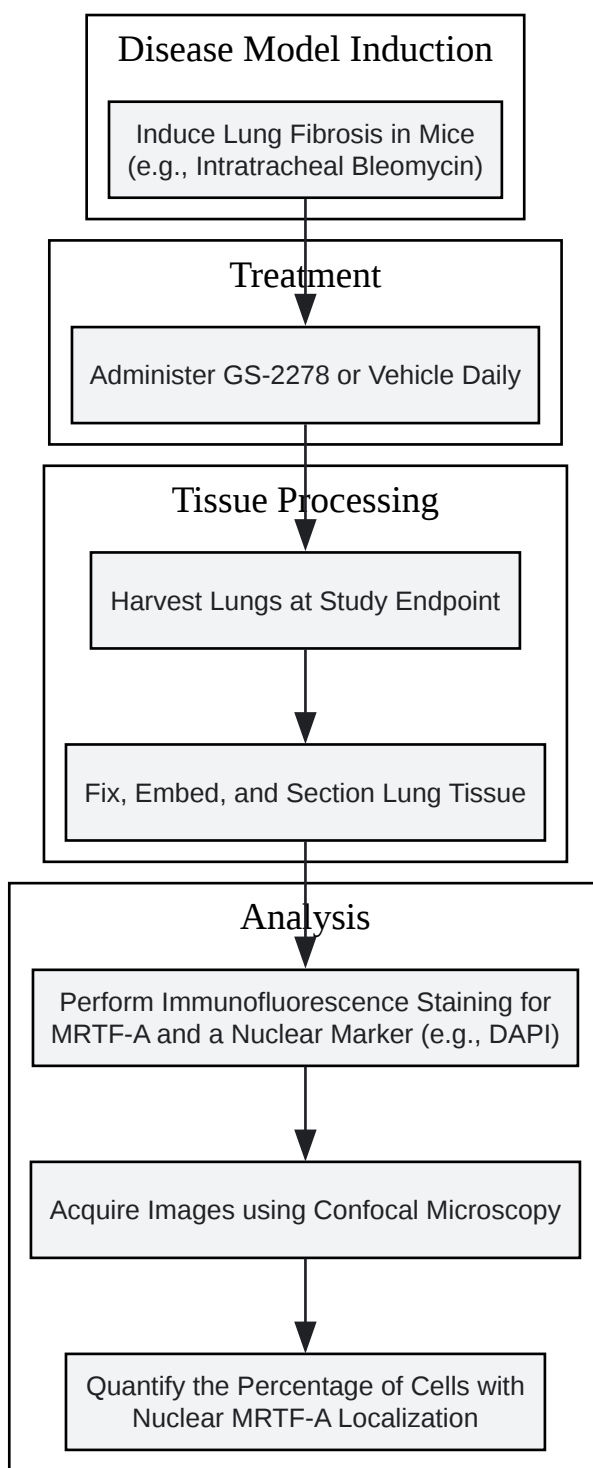 Disease Model Induction
Induce Lung Fibrosis in Mice
(e.g., Intratracheal Bleomycin)
Treatment
Administer GS-2278 or Vehicle Daily
Tissue Processing
Harvest Lungs at Study Endpoint
Fix, Embed, and Section Lung Tissue
Analysis
Perform Immunofluorescence Staining for
MRTF-A and a Nuclear Marker (e.g., DAPI)
Acquire Images using Confocal Microscopy
Quantify the Percentage of Cells with
Nuclear MRTF-A Localization